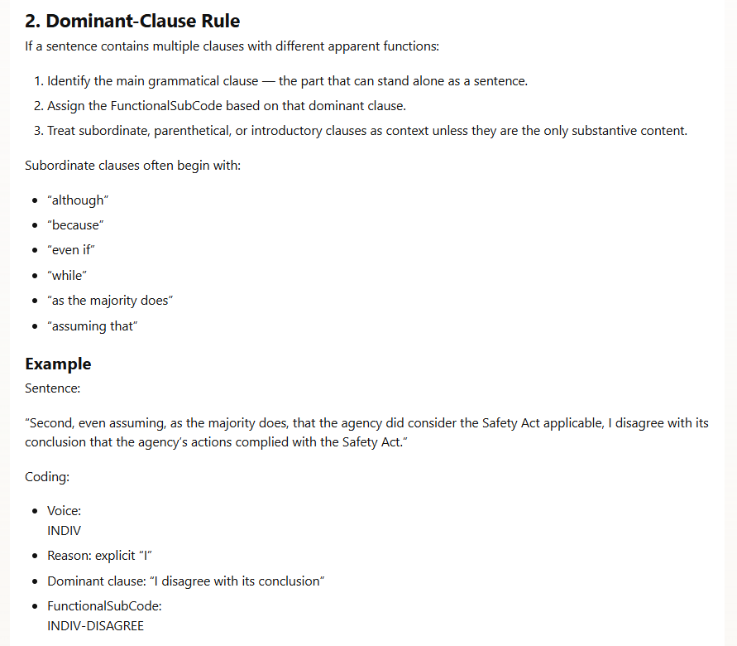 2. Dominant-Clause Rule
If a sentence contains multiple clauses with different apparent functions:
1. Identify the main grammatical clause — the part that can stand alone as a sentence.
2. Assign the FunctionalSubCode based on that dominant clause.
3. Treat subordinate, parenthetical, or introductory clauses as context unless they are the only substantive content.
Subordinate clauses often begin with:
• “although”
• “because”
• “even if”
• “while”
• “as the majority does”
• “assuming that”
Example
Sentence:
“Second, even assuming, as the majority does, that the agency did consider the Safety Act applicable, I disagree with its
conclusion that the agency’s actions complied with the Safety Act.”
Coding:
• Voice:
INDIV
• Reason: explicit “I”
• Dominant clause: “I disagree with its conclusion”
• FunctionalSubCode:
INDIV-DISAGREE